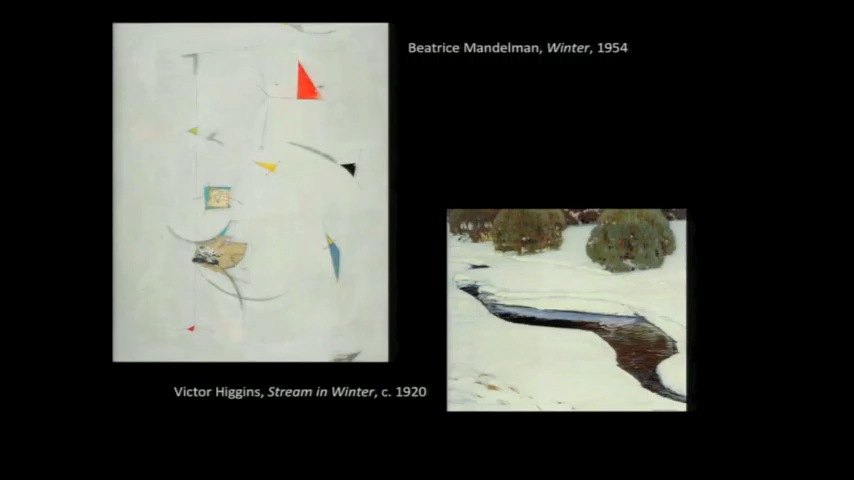 Beatrice Mandelman, Winter, 1954
Victor Higgins, Stream in Winter, c. 1920